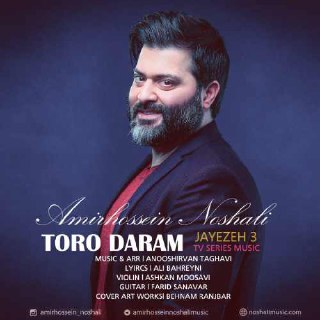 Amirhossein Noshali
TORO DARAM
JAYEZEH 3
TV SERIES MUSIC
MUSIC & ARR | ANOOSHIRVAN TAGHAVI
LYIRCS | ALI BAHREYNI
VIOLIN | ASHKAN MOOSAVI
GUITAR | FARID SANAVAR
COVER ART WORKS| BEHNAM RANJBAR
amirhossein_noshali
amirhosseinnoshalimusic
noshalimusic.com